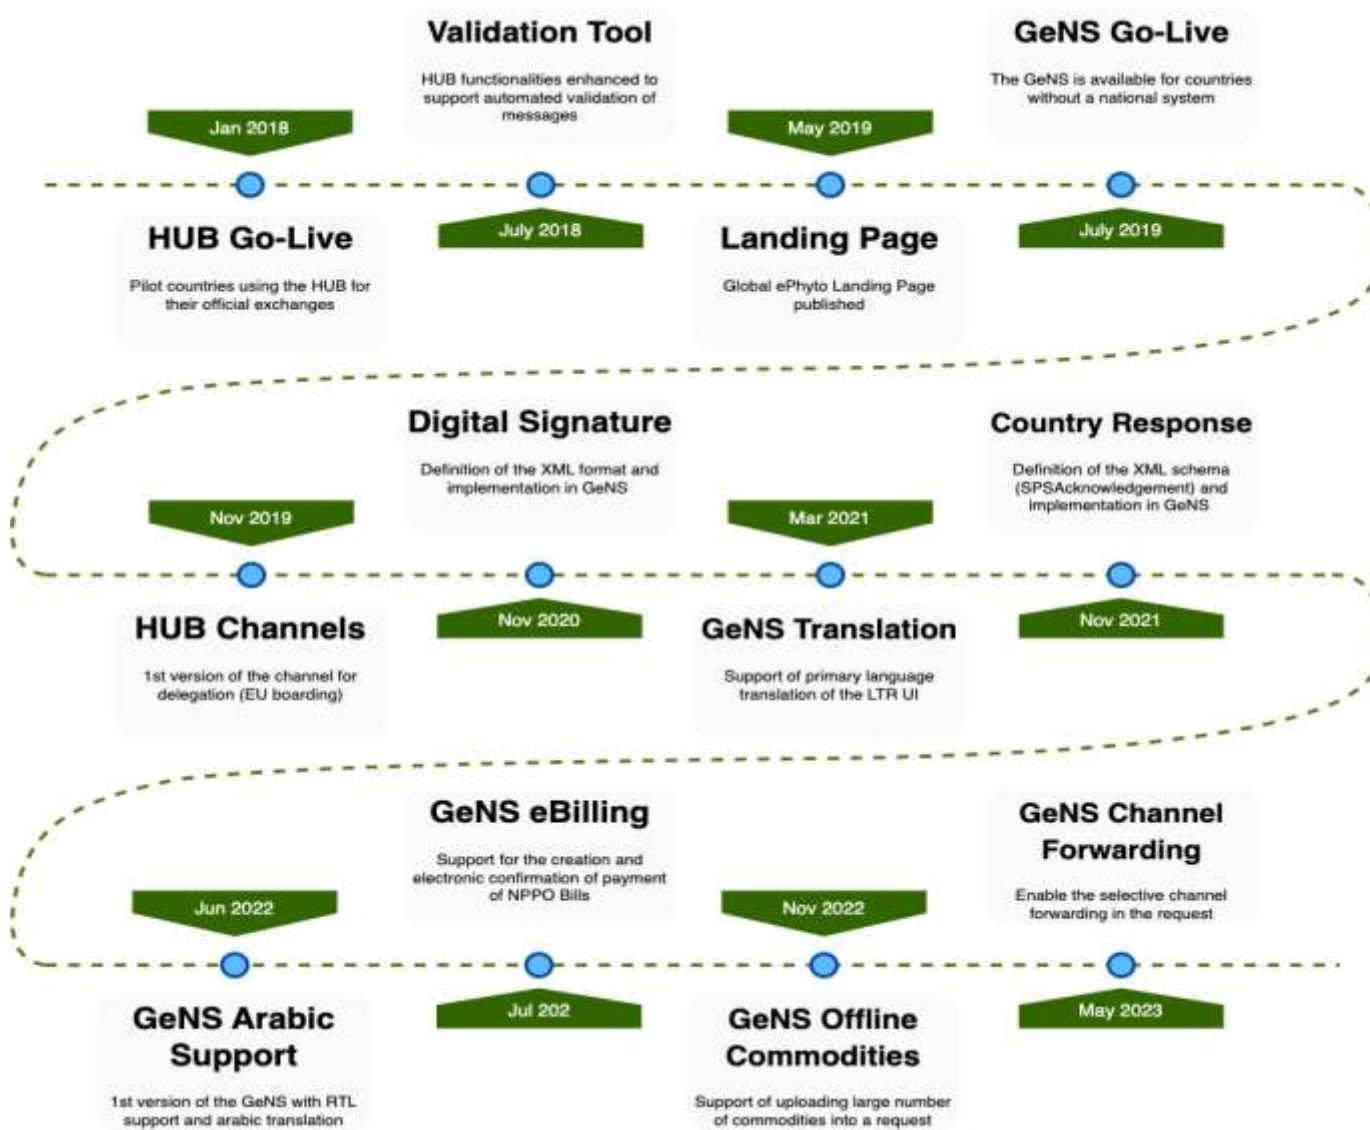 Jan 2018
HUB Go-Live
Pilot countries using the HUB for
their official exchanges
Validation Tool
HUB functionalities enhanced to
support automated validation of
messages
July 2018
May 2019
Landing Page
Global ePhyto Landing Page
published
GeNS Go-Live
The GeNS is available for countries
without a national system
July 2019
Nov 2019
HUB Channels
1st version of the channel for
delegation (EU boarding)
Digital Signature
Definition of the XML format and
implementation in GeNS
Nov 2020
Mar 2021
GeNS Translation
Support of primary language
translation of the LTR UI
Country Response
Definition of the XML schema
(SPSAcknowledgement) and
implementation in GeNS
Nov 2021
Jun 2022
GeNS Arabic
Support
1st version of the GeNS with RTL
support and arabic translation
GeNS eBilling
Support for the creation and
electronic confirmation of payment
of NPPO Bills
Jul 202
Nov 2022
GeNS Offline
Commodities
Support of uploading large number
of commodities into a request
GeNS Channel
Forwarding
Enable the selective channel
forwarding in the request
May 2023